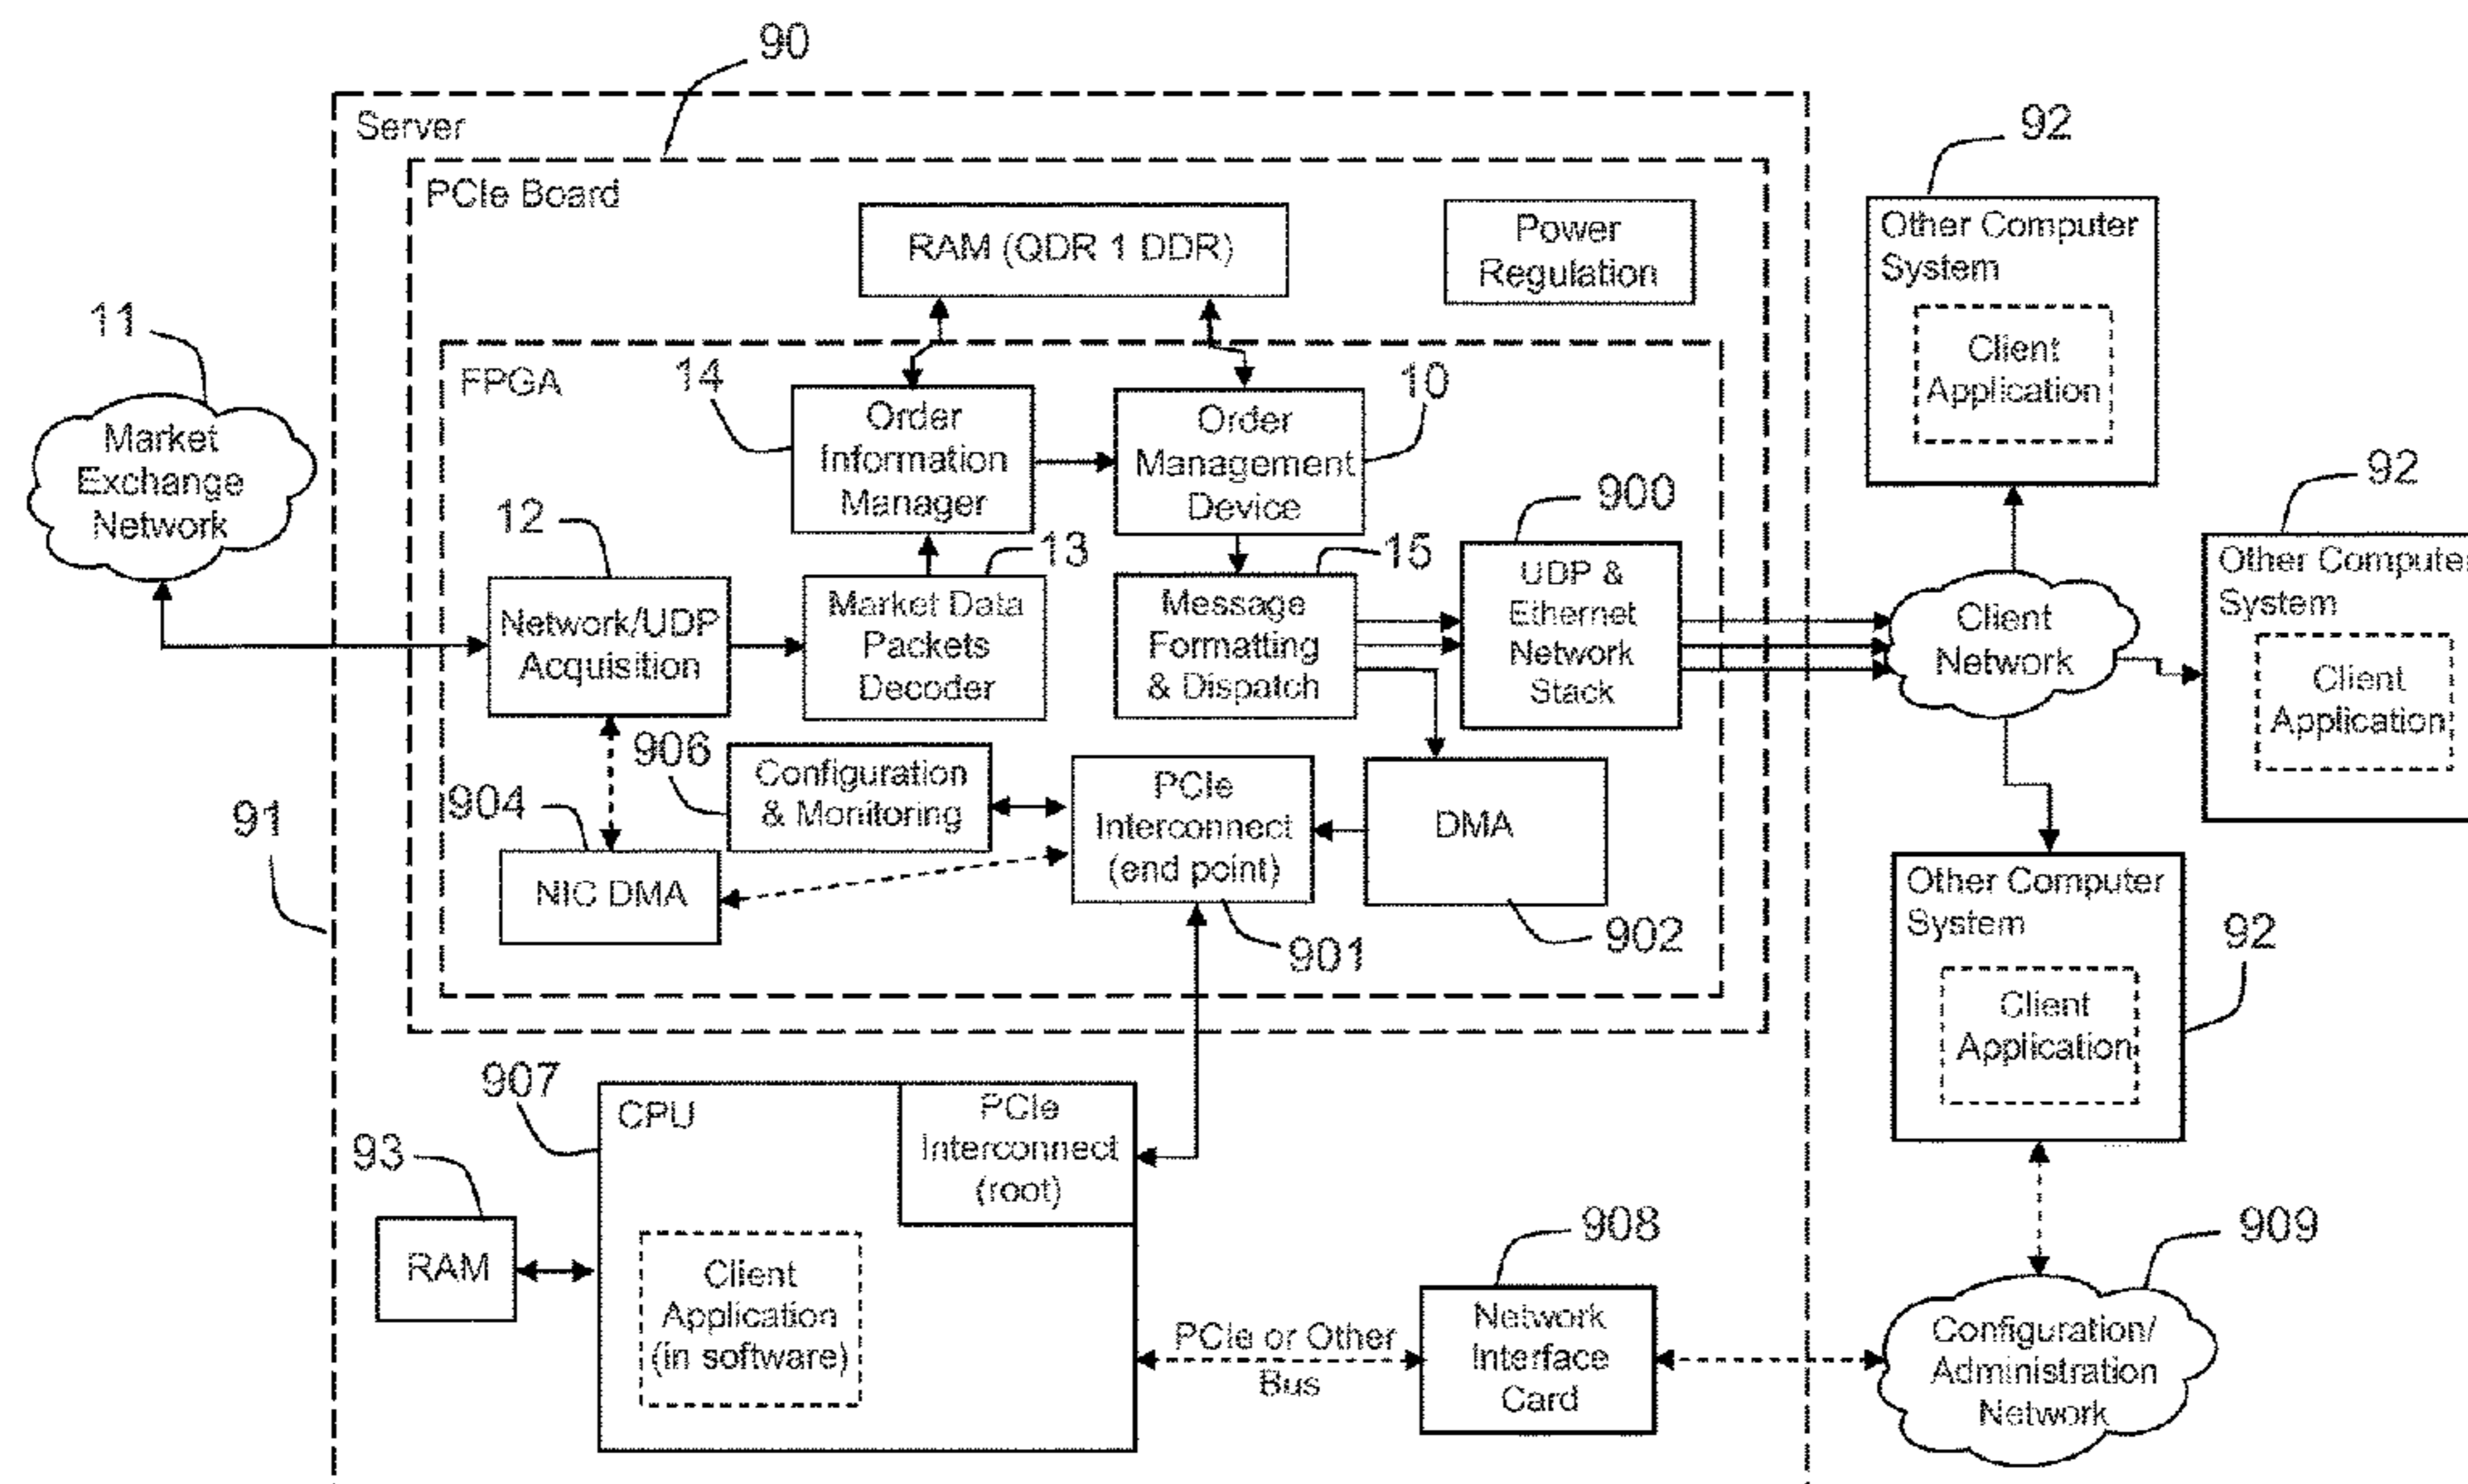 90
Server
92
PCIe Board
RAM (QDR 1 DDR)
Power
Regulation
Other Computer
System
Client
Application
11
Market
Exchange
Network
FPGA
14
Order
Information
Manager
Order
Management
Device
10
92
Other Computer
System
Client
Application
12
Network/UDP
Acquisition
13
Market Data
Packets
Decoder
15
Message
Formatting
& Dispatch
900
UDP &
Ethernet
Network
Stack
Client
Network
906
Configuration
& Monitoring
904
NIC DMA
PCIe
Interconnect
(end point)
901
DMA
902
91
Other Computer
System
Client
Application
92
907
CPU
PCIe
Interconnect
(root)
93
RAM
Client
Application
(in software)
PCIe or Other
Bus
908
Network
Interface
Card
909
Configuration/
Administration
Network